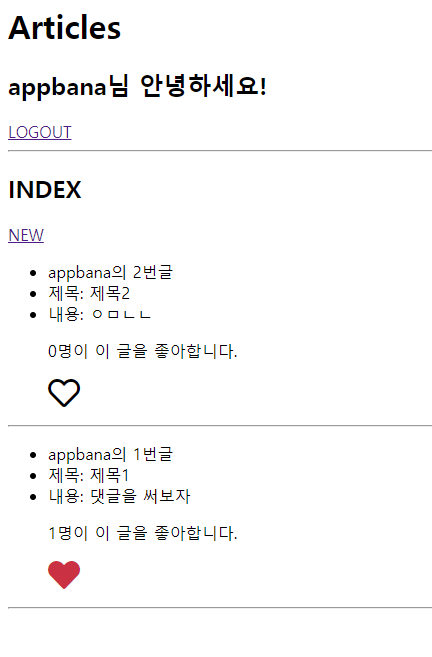 Articles
appbana님 안녕하세요!
LOGOUT
INDEX
NEW
appbana의 2번글
제목: 제목2
내용: ㅇㅁㄴㄴ
0명이 이 글을 좋아합니다.
appbana의 1번글
제목: 제목1
내용: 댓글을 써보자
1명이 이 글을 좋아합니다.